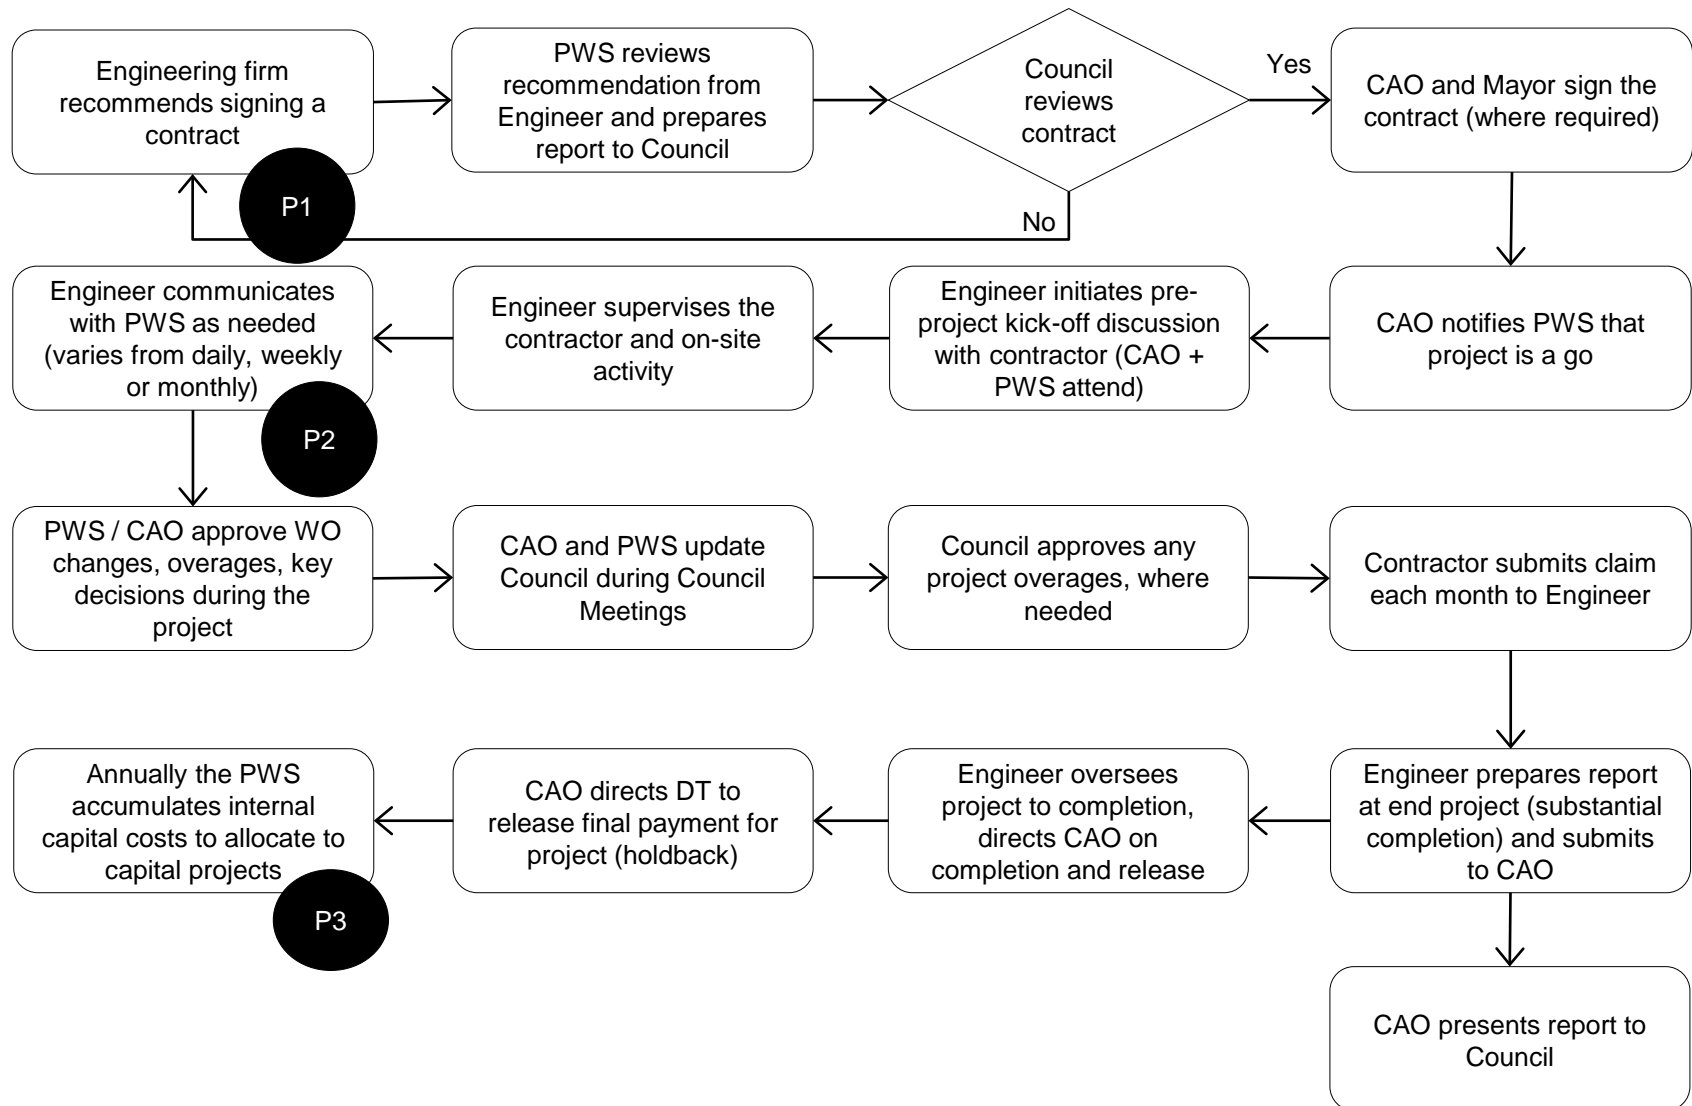 Engineering firm
recommends signing a
contract
PWS reviews
recommendation from
Engineer and prepares
report to Council
Council
reviews
contract
Yes
CAO and Mayor sign the
contract (where required)
P1
No
Engineer communicates
with PWS as needed
(varies from daily, weekly
or monthly)
Engineer supervises the
contractor and on-site
activity
Engineer initiates pre-
project kick-off discussion
with contractor (CAO +
PWS attend)
CAO notifies PWS that
project is a go
P2
PWS / CAO approve WO
changes, overages, key
decisions during the
project
CAO and PWS update
Council during Council
Meetings
Council approves any
project overages, where
needed
Contractor submits claim
each month to Engineer
Annually the PWS
accumulates internal
capital costs to allocate to
capital projects
CAO directs DT to
release final payment for
project (holdback)
Engineer oversees
project to completion,
directs CAO on
completion and release
Engineer prepares report
at end project (substantial
completion) and submits
to CAO
P3
CAO presents report to
Council